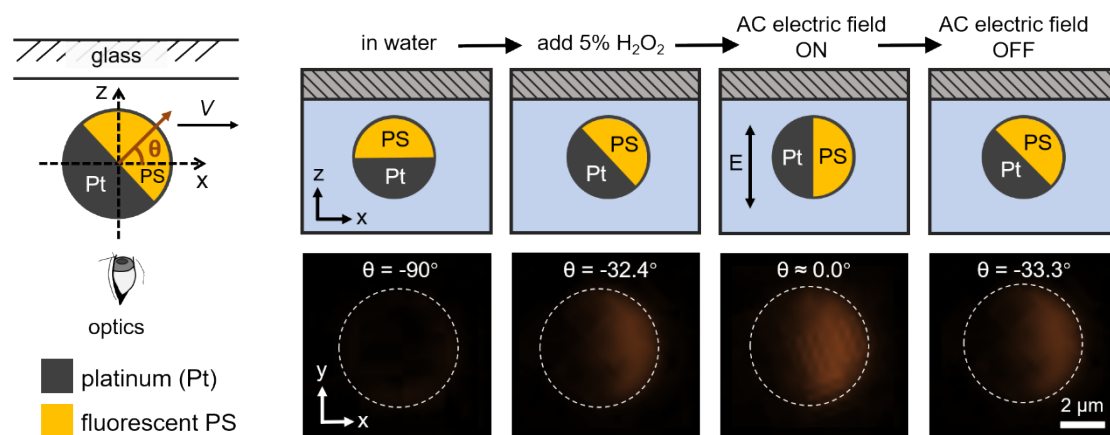 glass
z
V
θ
x
Pt
PS
optics
platinum (Pt)
fluorescent PS
in water
add 5% H₂O₂
AC electric field
ON
AC electric field
OFF
PS
Pt
z
x
PS
Pt
E
Pt
PS
PS
Pt
θ = -90°
θ = -32.4°
θ ≈ 0.0°
θ = -33.3°
y
x
2 μm